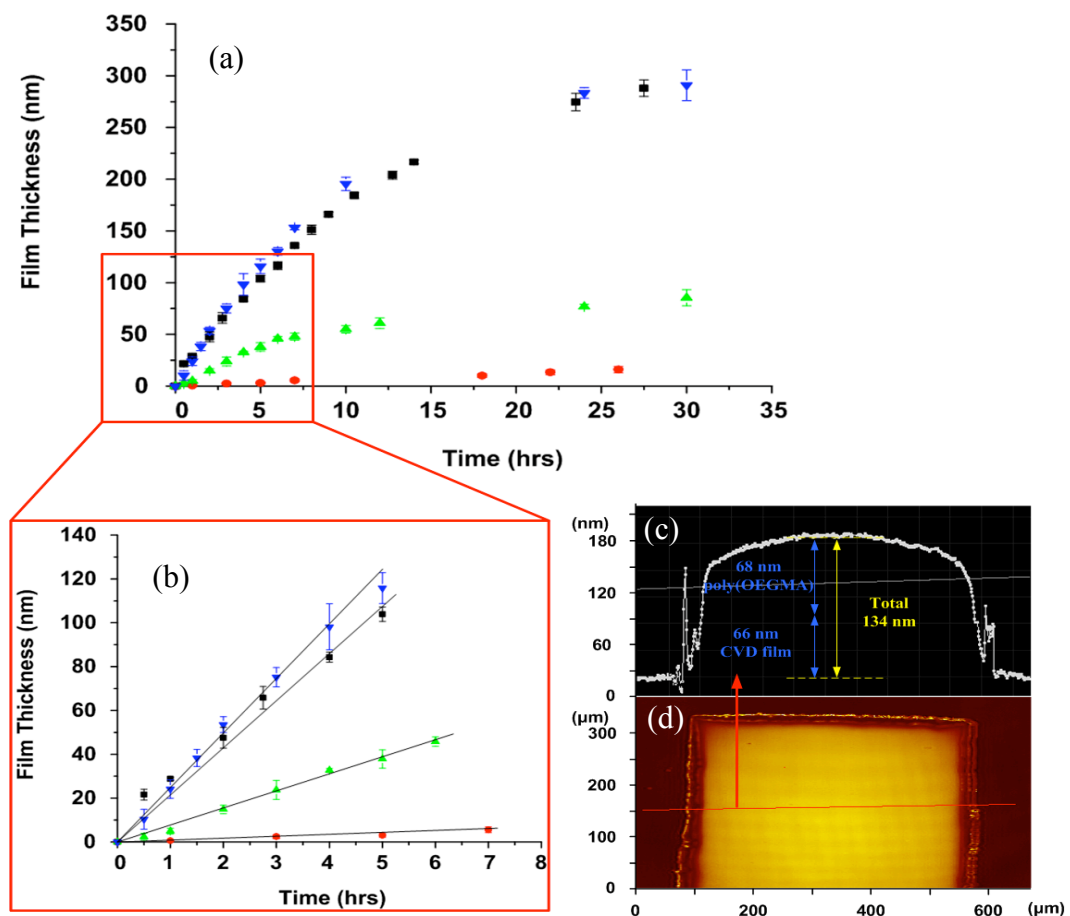 (a)
Film Thickness (nm)
350
300
250
200
150
100
50
0
0 5 10 15 20 25 30 35
Time (hrs)
(b)
Film Thickness (nm)
140
120
100
80
60
40
20
0
0 1 2 3 4 5 6 7 8
Time (hrs)
(c)
(nm)
180
120
60
0
68 nm
poly(OEGMA)
66 nm
CVD film
Total
134 nm
(d)
(µm)
300
200
150
100
50
0
0 200 400 600 (µm)